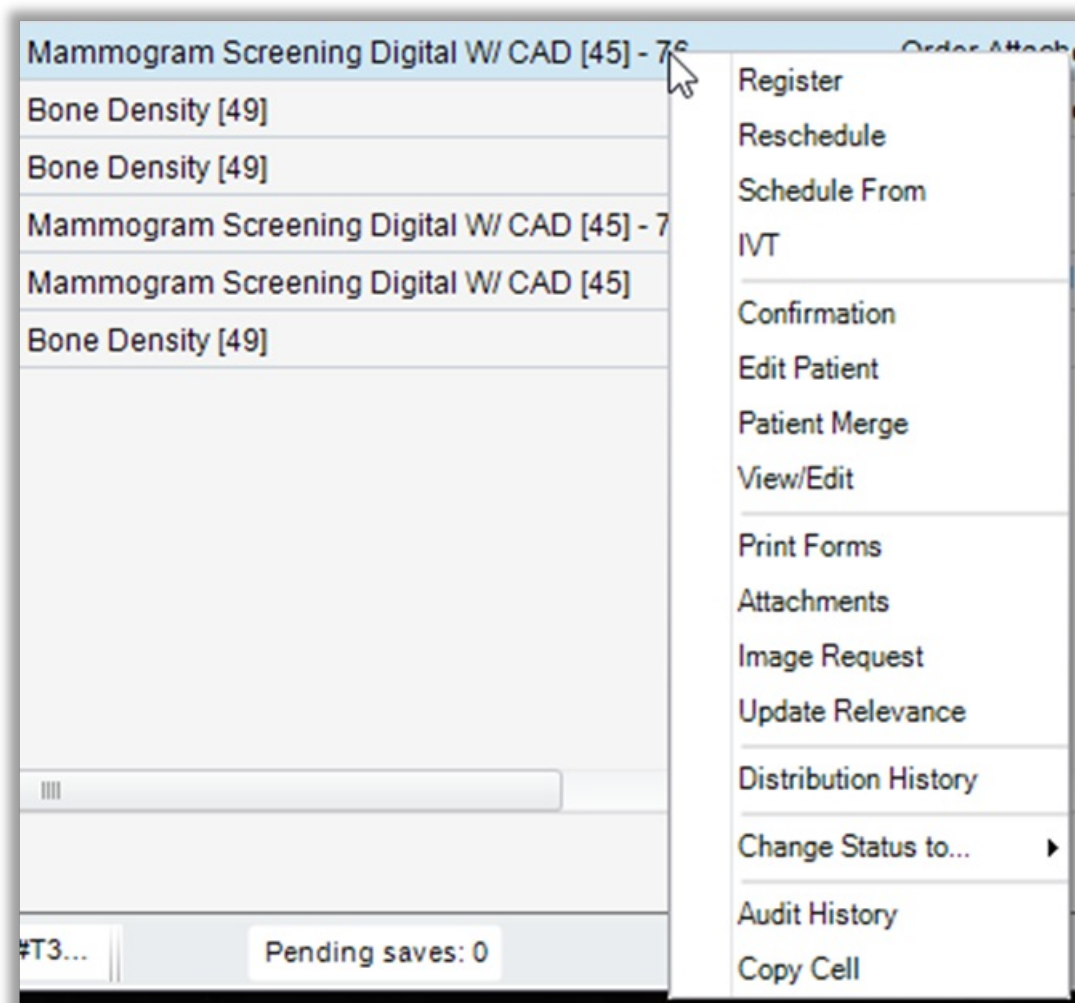 Mammogram Screening Digital W/ CAD [45] - 76
Order Attach
Bone Density [49]
Bone Density [49]
Mammogram Screening Digital W/ CAD [45] - 7
Mammogram Screening Digital W/ CAD [45]
Bone Density [49]
Register
Reschedule
Schedule From
IVT
Confirmation
Edit Patient
Patient Merge
View/Edit
Print Forms
Attachments
Image Request
Update Relevance
Distribution History
Change Status to...
Audit History
Copy Cell
#T3...
Pending saves: 0